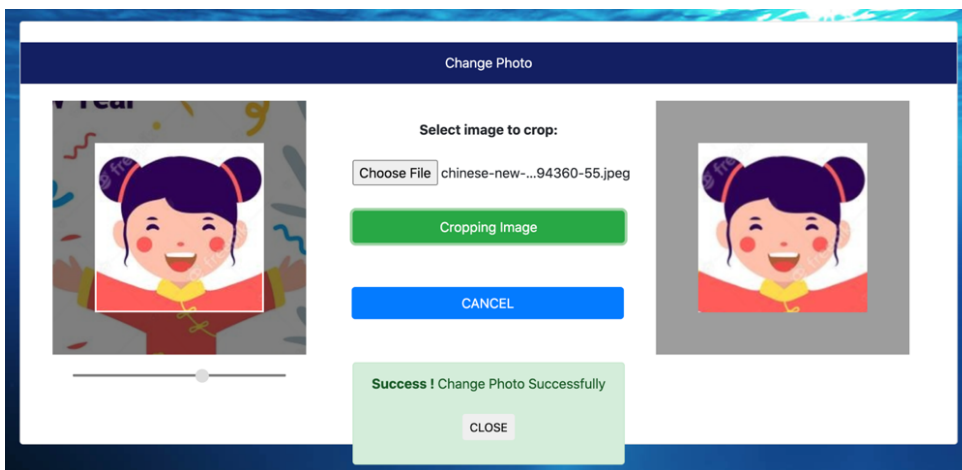 Change Photo
Year
Select image to crop:
Choose File chinese-new-...94360-55.jpeg
Cropping Image
CANCEL
Success ! Change Photo Successfully
CLOSE